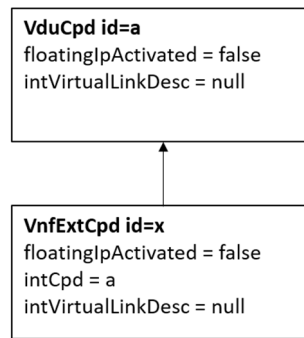 VduCpd id=a
floatingIpActivated = false
intVirtualLinkDesc = null
VnfExtCpd id=x
floatingIpActivated = false
intCpd = a
intVirtualLinkDesc = null